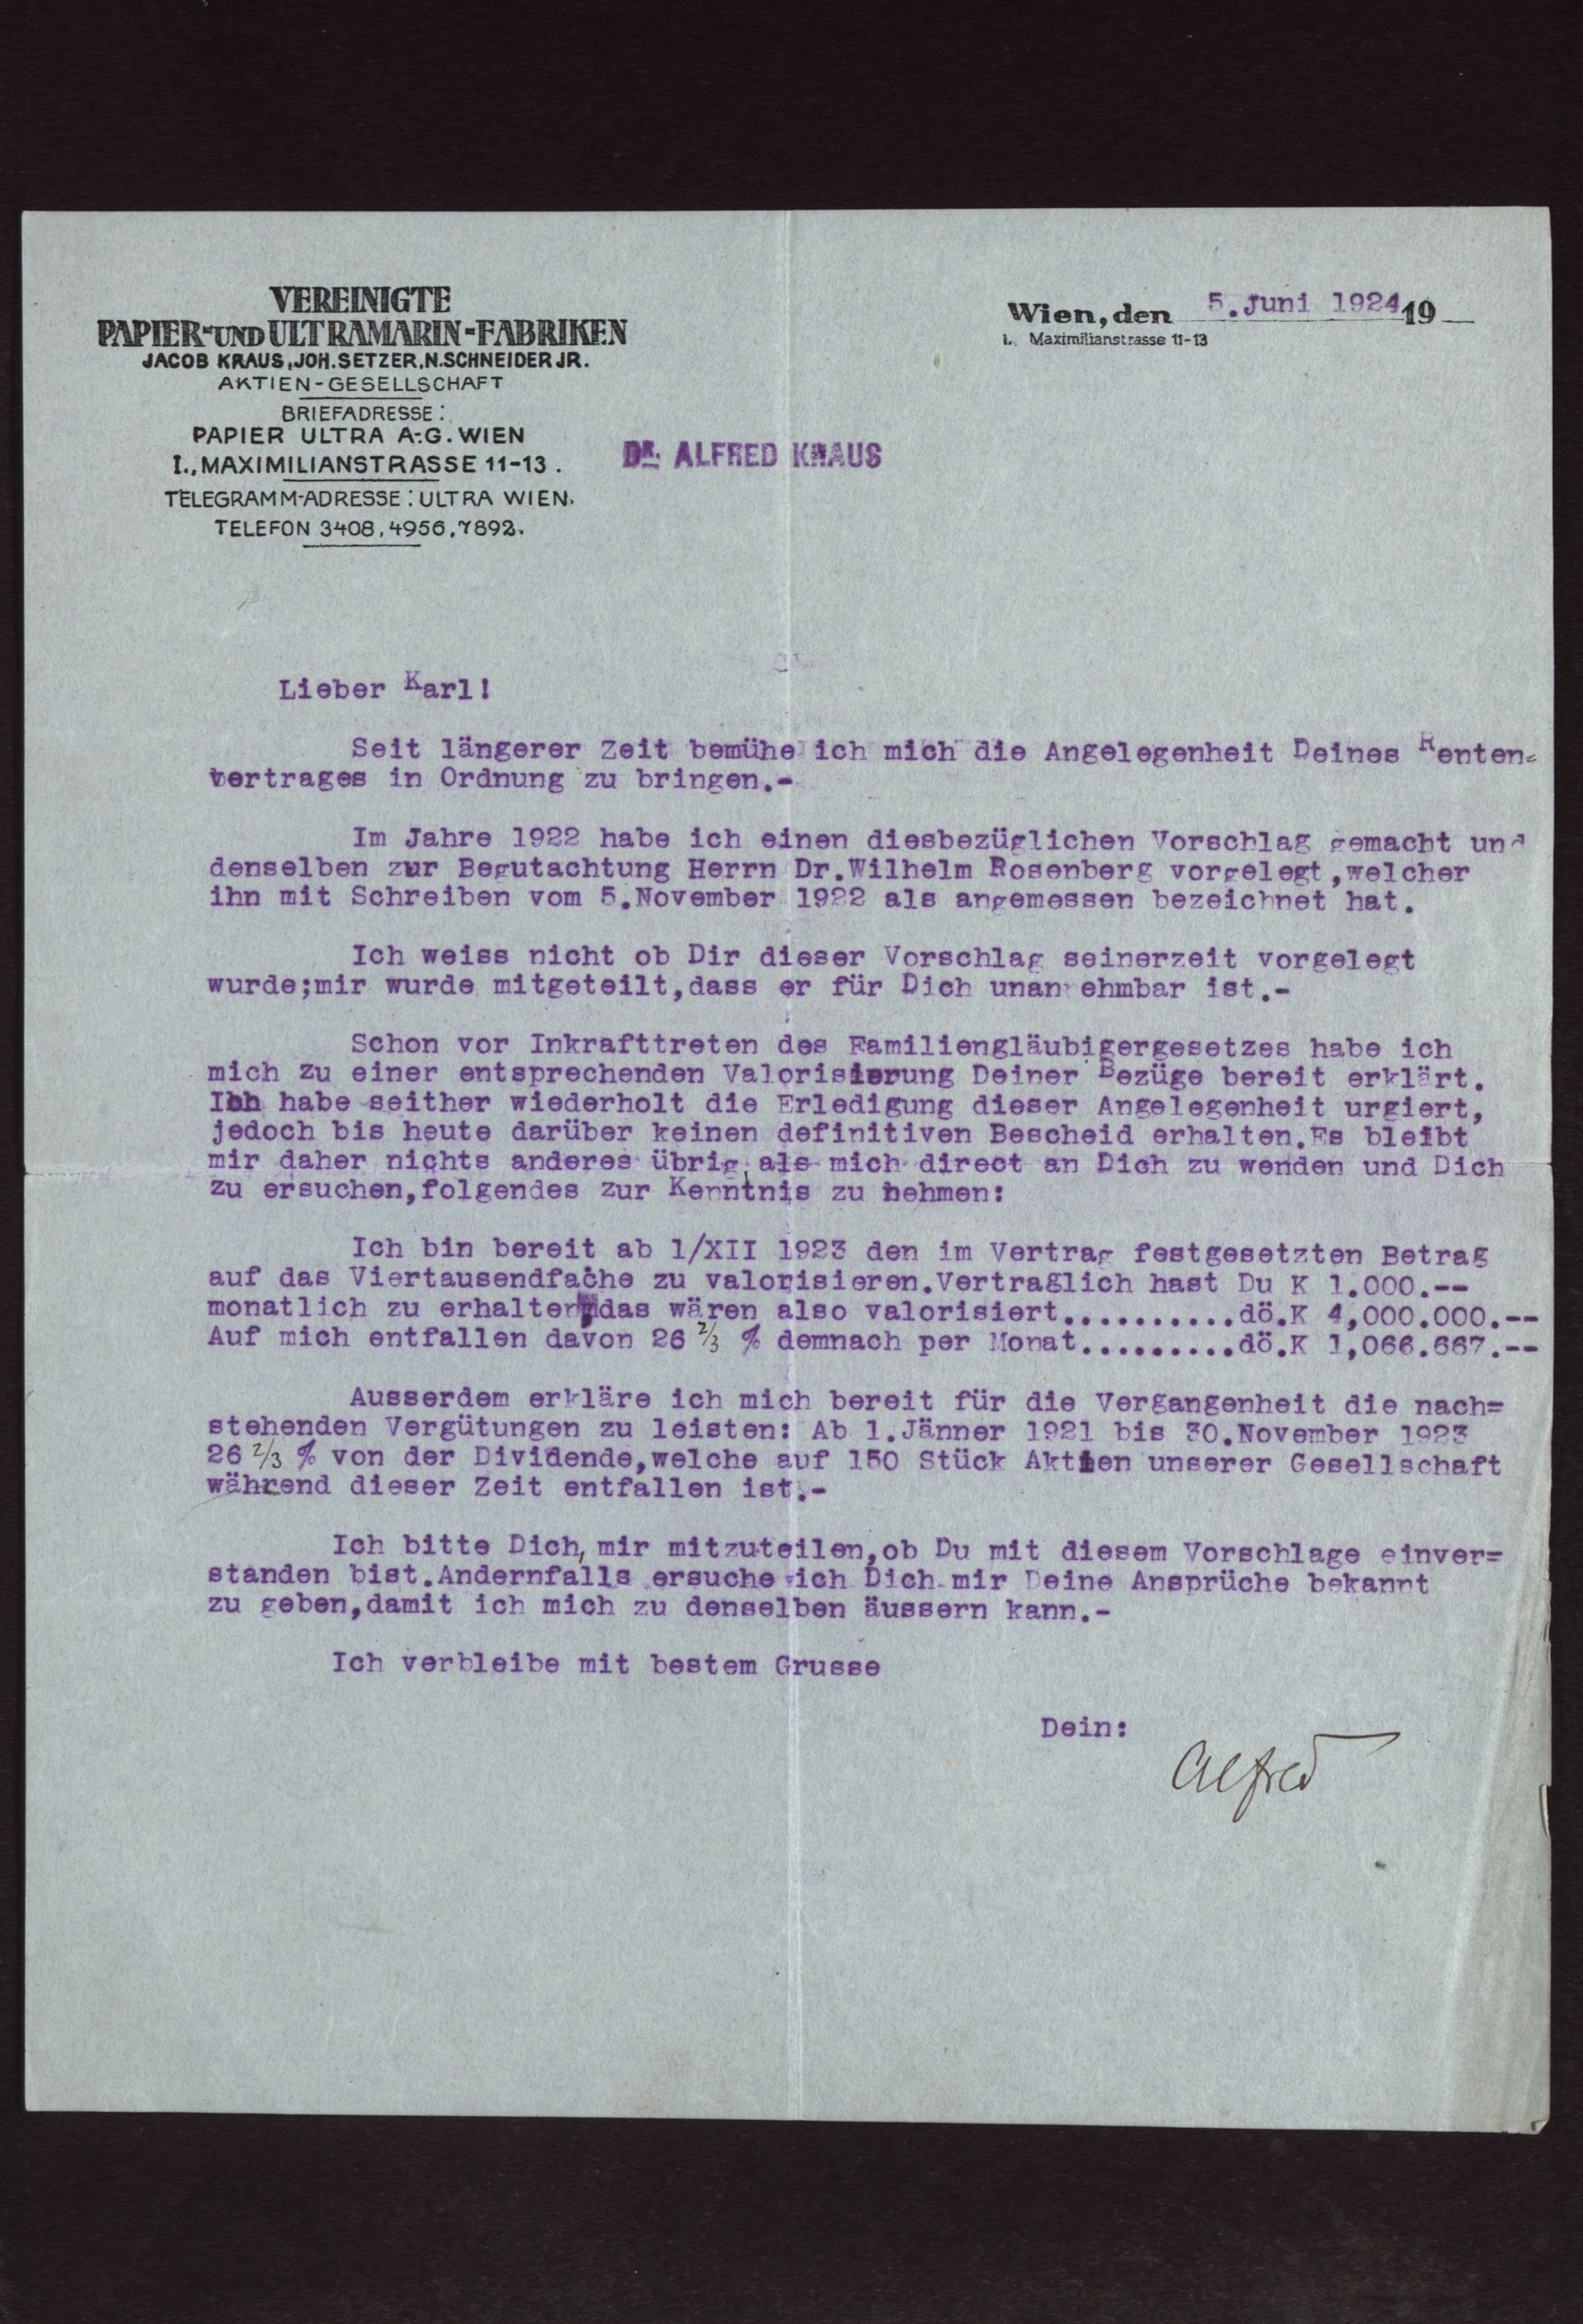 VEREINIGTE
PAPIER-UND ULTRAMARIN-FABRIKEN
JACOB KRAUS, JOH. SETZER, N. SCHNEIDER JR.
AKTIEN-GESELLSCHAFT
BRIEFADRESSE:
PAPIER ULTRA A.-G. WIEN
I., MAXIMILIANSTRASSE 11-13.
TELEGRAMM-ADRESSE: ULTRA WIEN.
TELEFON 3408, 4956, 7892.
Wien, den 5.Juni 1924 19
I., Maximilianstrasse 11-13
DR. ALFRED KRAUS
Lieber Karl!
Seit längerer Zeit bemühe ich mich die Angelegenheit Deines Renten=
vertrages in Ordnung zu bringen.-
Im Jahre 1922 habe ich einen diesbezüglichen Vorschlag gemacht und
denselben zur Begutachtung Herrn Dr.Wilhelm Rosenberg vorgelegt,welcher
ihn mit Schreiben vom 5.November 1922 als angemessen bezeichnet hat.
Ich weiss nicht ob Dir dieser Vorschlag seinerzeit vorgelegt
wurde;mir wurde mitgeteilt,dass er für Dich unannehmbar ist.-
Schon vor Inkrafttreten des Familiengläubigergesetzes habe ich
mich zu einer entsprechenden Valorisierung Deiner Bezüge bereit erklärt.
Ich habe seither wiederholt die Erledigung dieser Angelegenheit urgiert,
jedoch bis heute darüber keinen definitiven Bescheid erhalten.Es bleibt
mir daher nichts anderes übrig,als mich direct an Dich zu wenden und Dich
zu ersuchen,folgendes zur Kenntnis zu nehmen:
Ich bin bereit ab 1/XII 1923 den im Vertrag festgesetzten Betrag
auf das Viertausendfache zu valorisieren.Vertraglich hast Du K 1.000.--
monatlich zu erhalten,das wären also valorisiert..........dö.K 4,000.000.--
Auf mich entfallen davon 26 2/3 % demnach per Monat.........dö.K 1,066.667.--
Ausserdem erkläre ich mich bereit für die Vergangenheit die nach=
stehenden Vergütungen zu leisten: Ab 1.Jänner 1921 bis 30.November 1923
26 2/3 % von der Dividende,welche auf 150 Stück Aktien unserer Gesellschaft
während dieser Zeit entfallen ist.-
Ich bitte Dich, mir mitzuteilen,ob Du mit diesem Vorschlage einver=
standen bist.Andernfalls ersuche ich Dich mir Deine Ansprüche bekannt
zu geben,damit ich mich zu denselben äussern kann.-
Ich verbleibe mit bestem Grusse
Dein:
Alfred